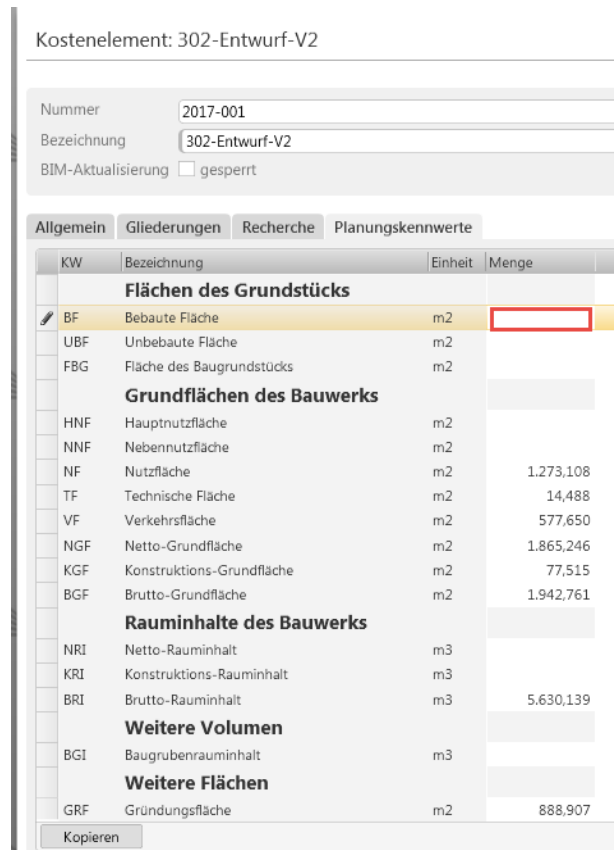 Kostenelement: 302-Entwurf-V2
Nummer 2017-001
Bezeichnung 302-Entwurf-V2
BIM-Aktualisierung gesperrt
Allgemein Gliederungen Recherche Planungskennwerte
KW Bezeichnung Einheit Menge
Flächen des Grundstücks
BF Bebaute Fläche m2
UBF Unbebaute Fläche m2
FBG Fläche des Baugrundstücks m2
Grundflächen des Bauwerks
HNF Hauptnutzfläche m2
NNF Nebennutzfläche m2
NF Nutzfläche m2 1.273,108
TF Technische Fläche m2 14,488
VF Verkehrsfläche m2 577,650
NGF Netto-Grundfläche m2 1.865,246
KGF Konstruktions-Grundfläche m2 77,515
BGF Brutto-Grundfläche m2 1.942,761
Rauminhalte des Bauwerks
NRI Netto-Rauminhalt m3
KRI Konstruktions-Rauminhalt m3
BRI Brutto-Rauminhalt m3 5.630,139
Weitere Volumen
BGI Baugrubenrauminhalt m3
Weitere Flächen
GRF Gründungsfläche m2 888,907
Kopieren